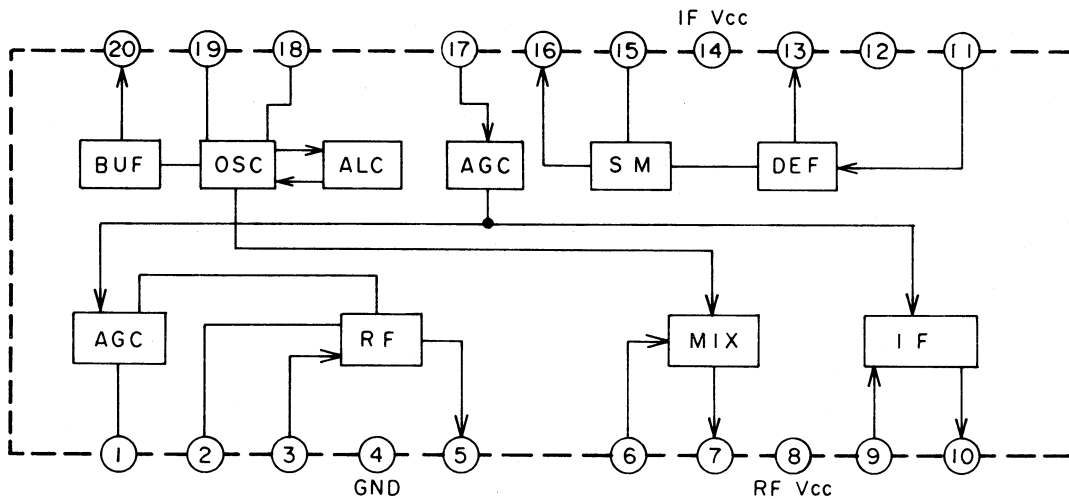 IF Vcc
20 19 18 17 16 15 14 13 12 11
BUF OSC ALC AGC SM DEF
AGC RF MIX IF
1 2 3 4 5 6 7 8 9 10
GND RF Vcc